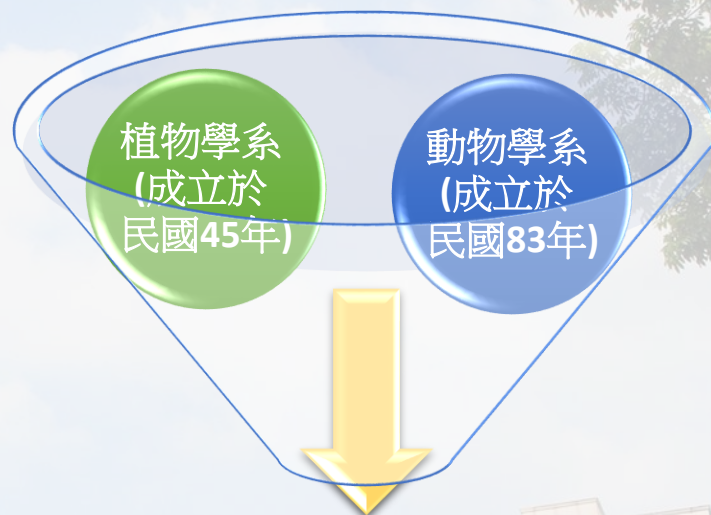 植物學系
(成立於
民國45年)
動物學系
(成立於
民國83年)